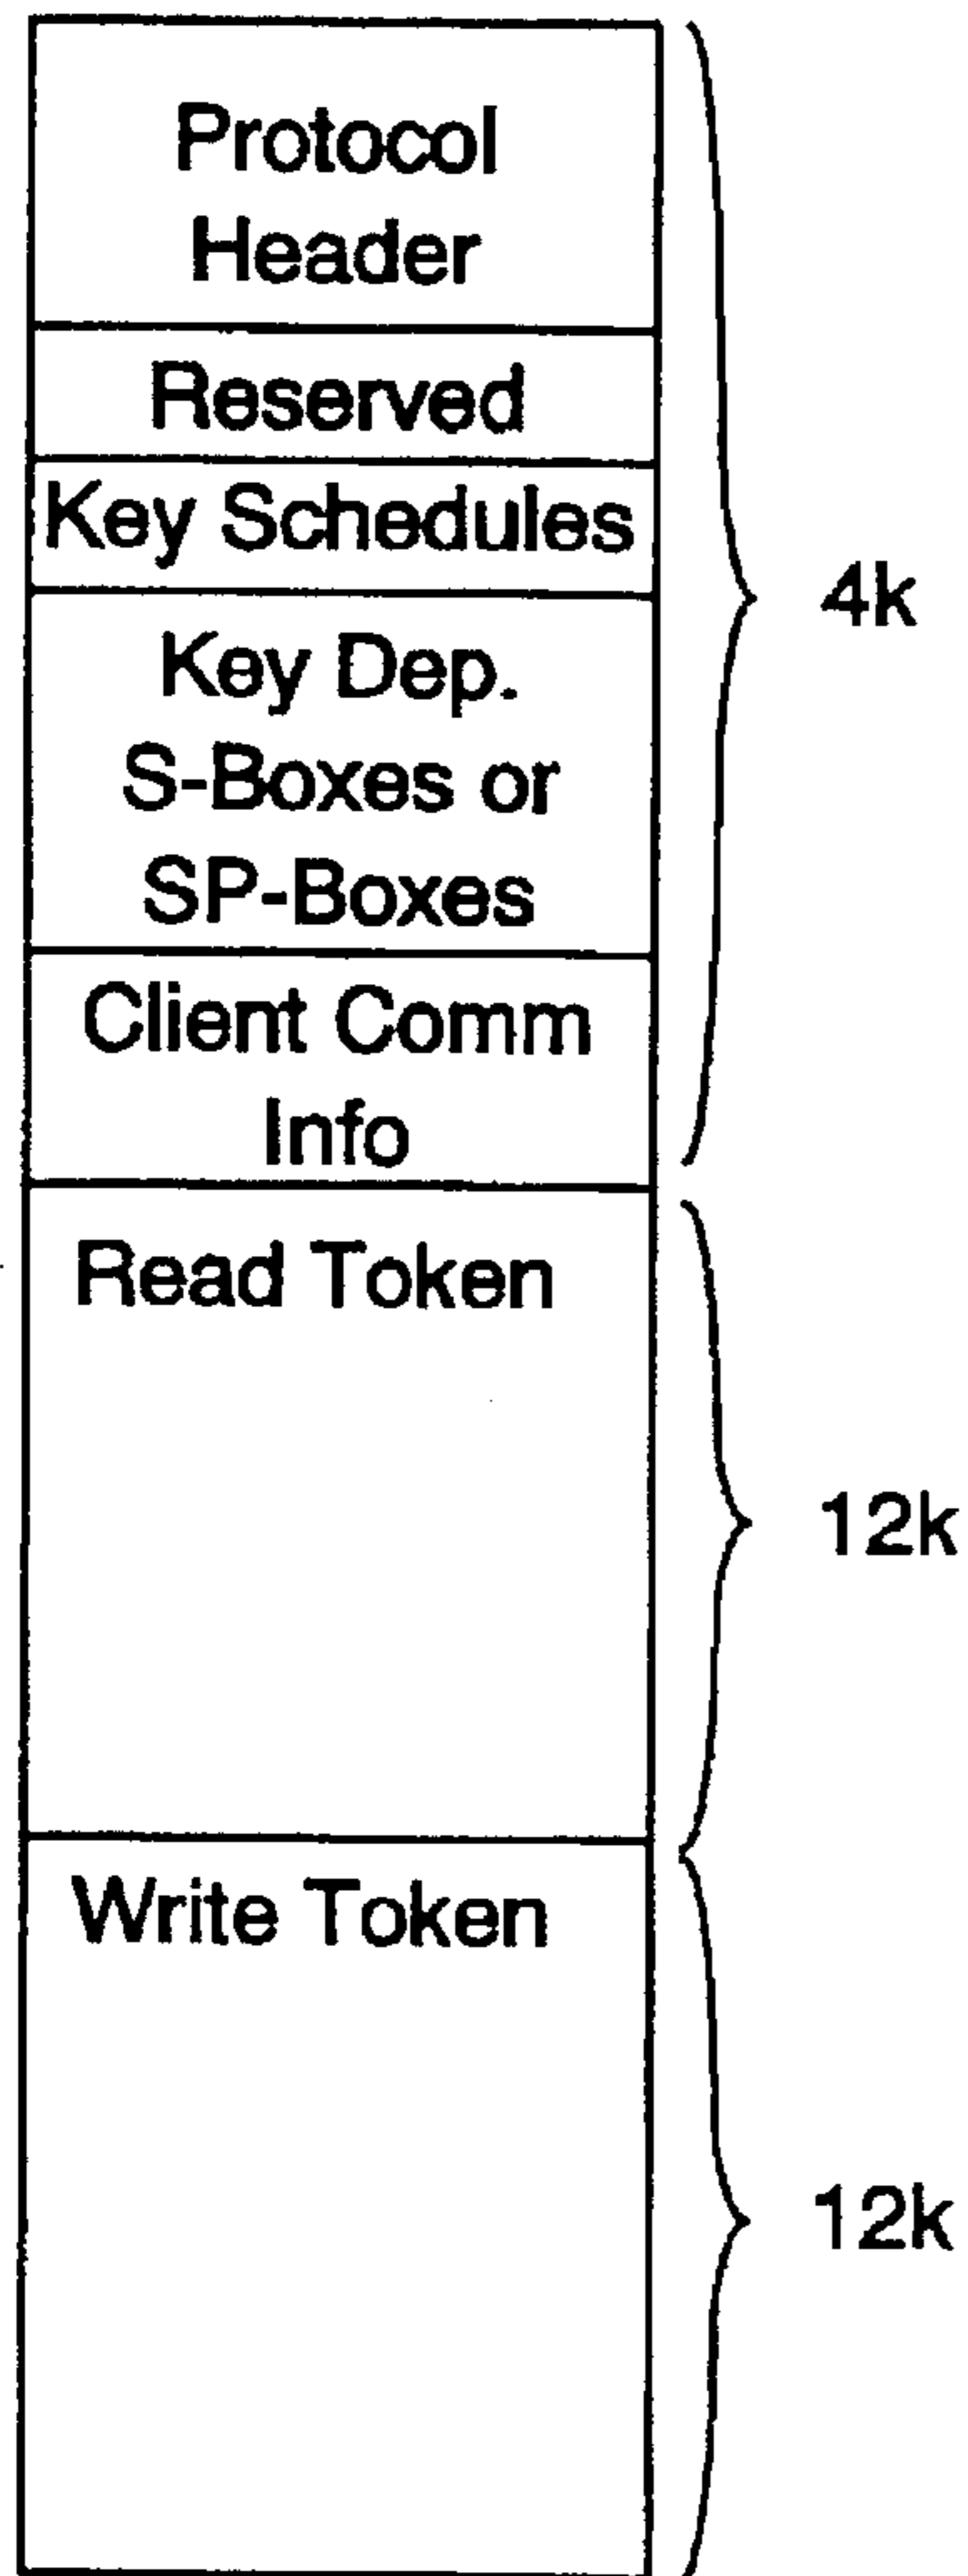 Protocol
Header
Reserved
Key Schedules
Key Dep.
S-Boxes or
SP-Boxes
Client Comm
Info
4k
Read Token
12k
Write Token
12k